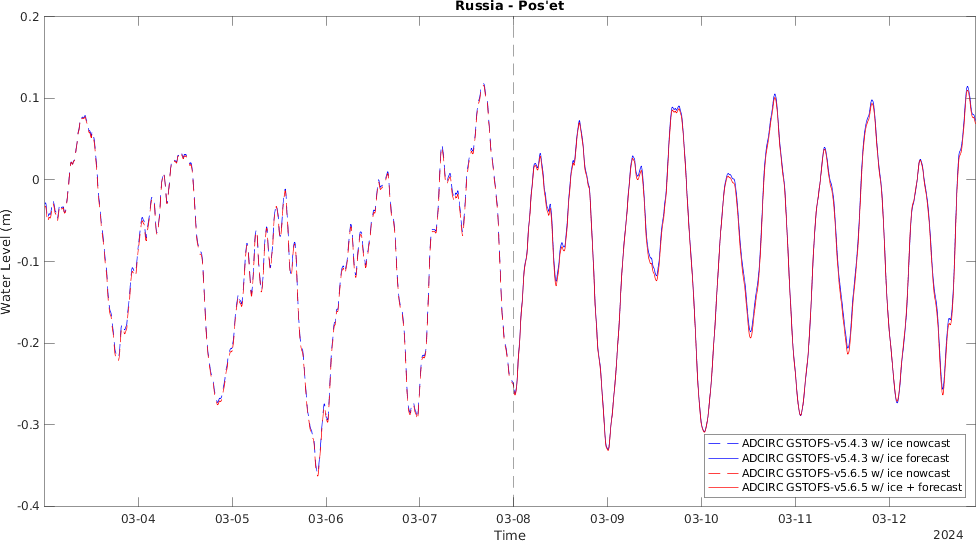 Russia - Pos'et
0.2
0.1
0
-0.1
-0.2
-0.3
-0.4
Water Level (m)
ADCIRC GSTOFS-v5.4.3 w/ ice nowcast
ADCIRC GSTOFS-v5.4.3 w/ ice forecast
ADCIRC GSTOFS-v5.6.5 w/ ice nowcast
ADCIRC GSTOFS-v5.6.5 w/ ice + forecast
03-04 03-05 03-06 03-07 03-08 03-09 03-10 03-11 03-12
Time
2024